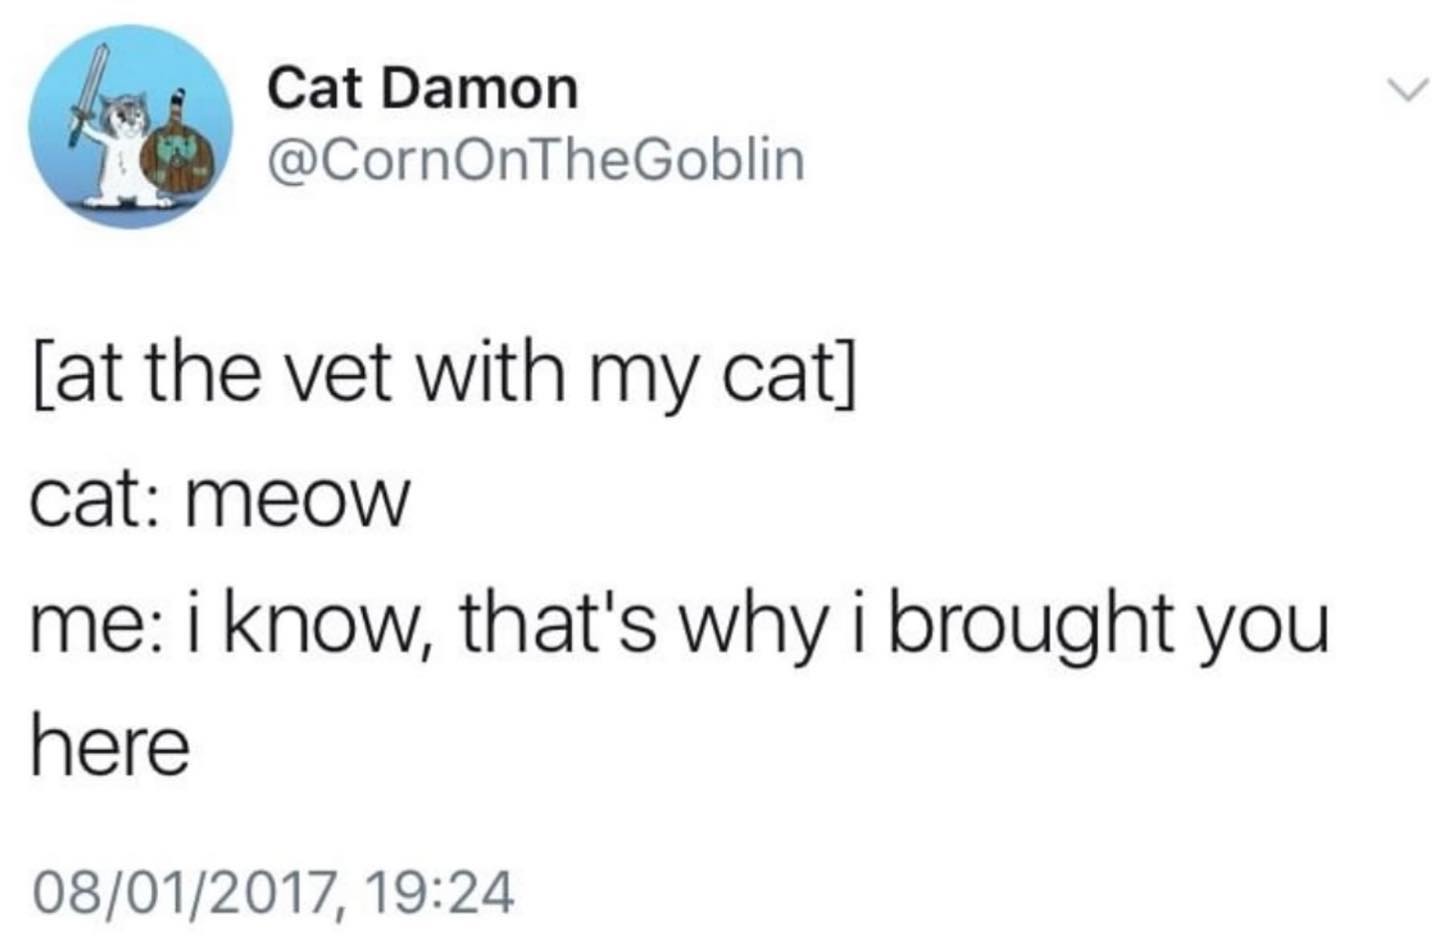 Cat Damon
@CornOnTheGoblin
[at the vet with my cat]
cat: meow
me: i know, that's why i brought you
here
08/01/2017, 19:24